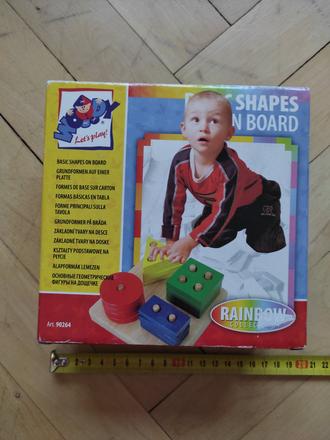 WOODY
Let's play!
BASIC SHAPES
ON BOARD
BASIC SHAPES ON BOARD
GRUNDFORMEN AUF EINER
PLATTE
FORMES DE BASE SUR CARTON
FORMAS BÁSICAS EN TABLA
FORME PRINCIPALI SULLA
TAVOLA
GRUNDFORMER PÅ BRÄDA
ZÁKLADNÍ TVARY NA DESCE
ZÁKLADNÉ TVARY NA DOSKE
KSZTAŁTY PODSTAWOWE NA
PŁYCIE
ALAPFORMÁK LEMEZEN
ОСНОВНЫЕ ГЕОМЕТРИЧЕСКИЕ
ФИГУРЫ НА ДОЩЕЧКЕ
Art. 90264
RAINBOW
COLLECTION